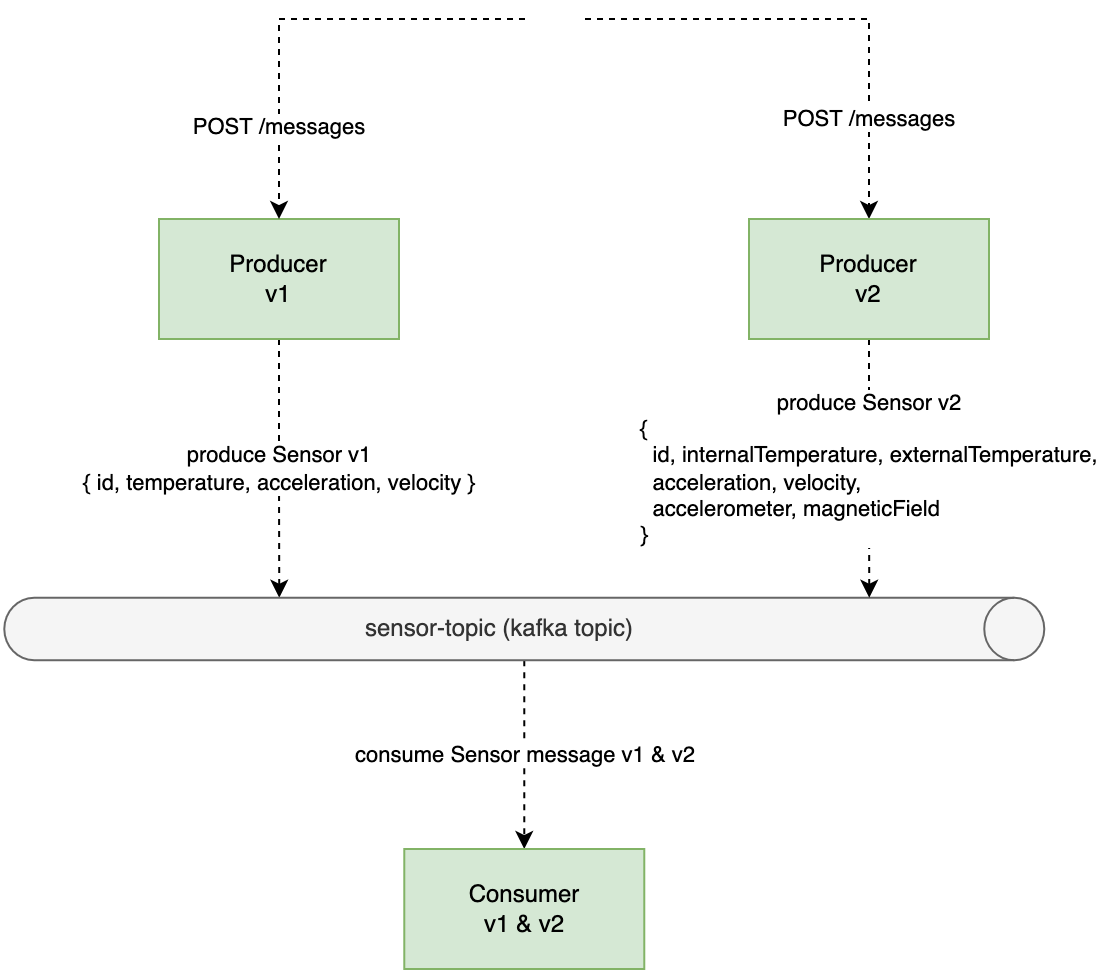 POST /messages
POST /messages
Producer
v1
Producer
v2
produce Sensor v1
{ id, temperature, acceleration, velocity }
produce Sensor v2
{
id, internalTemperature, externalTemperature,
acceleration, velocity,
accelerometer, magneticField
}
sensor-topic (kafka topic)
consume Sensor message v1 & v2
Consumer
v1 & v2